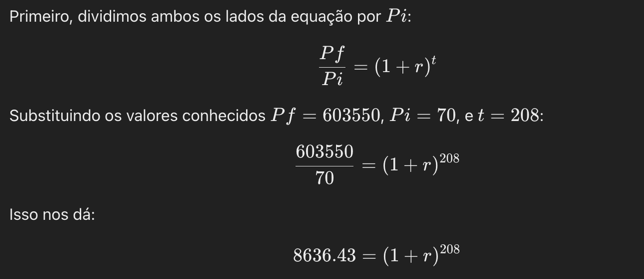 Primeiro, dividimos ambos os lados da equação por Pi:
Pf/Pi = (1 + r)^t
Substituindo os valores conhecidos Pf = 603550, Pi = 70, e t = 208:
603550/70 = (1 + r)^208
Isso nos dá:
8636.43 = (1 + r)^208